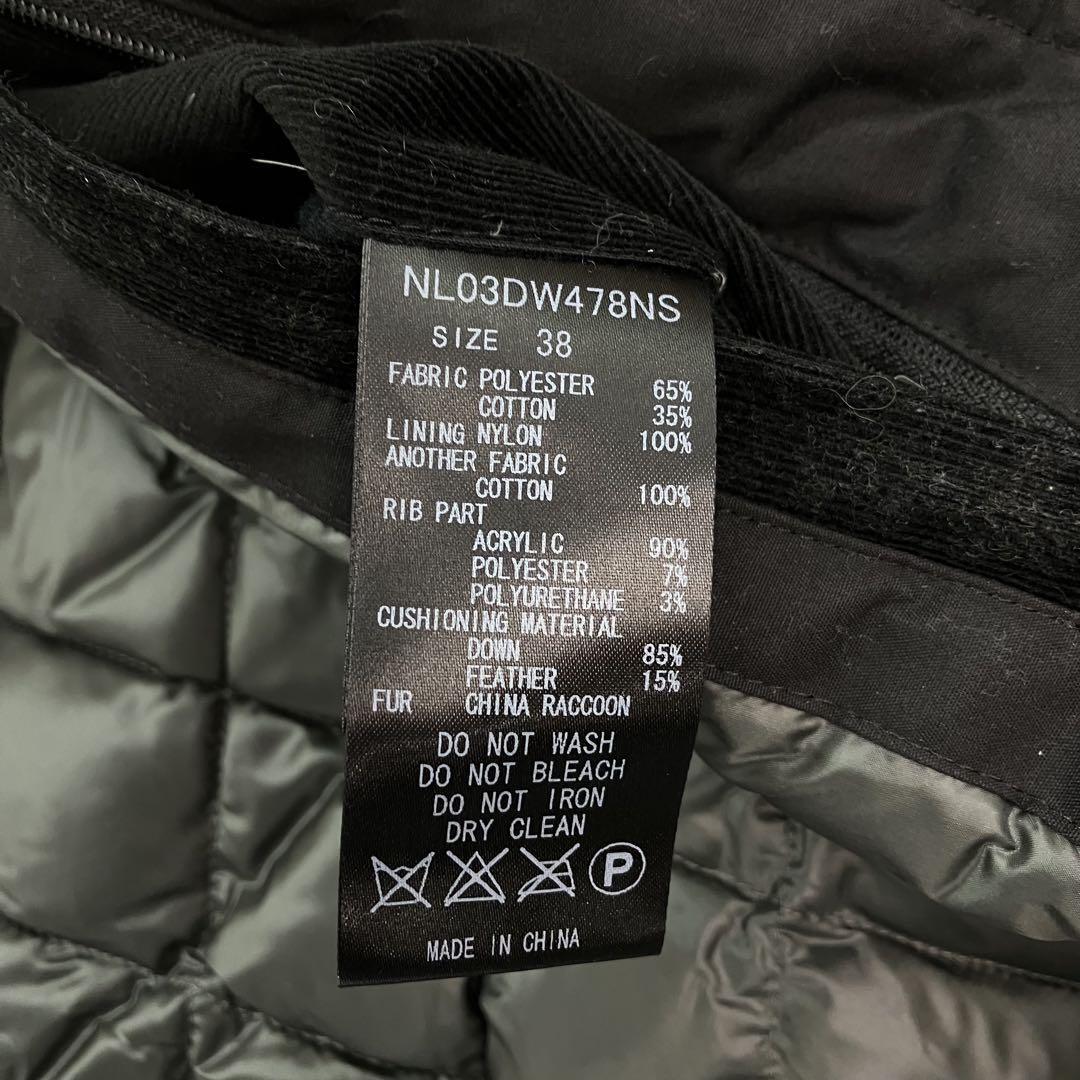 NL03DW478NS
SIZE 38
FABRIC POLYESTER 65%
COTTON 35%
LINING NYLON 100%
ANOTHER FABRIC
COTTON 100%
RIB PART
ACRYLIC 90%
POLYESTER 7%
POLYURETHANE 3%
CUSHIONING MATERIAL
DOWN 85%
FEATHER 15%
FUR CHINA RACCOON
DO NOT WASH
DO NOT BLEACH
DO NOT IRON
DRY CLEAN
P
MADE IN CHINA